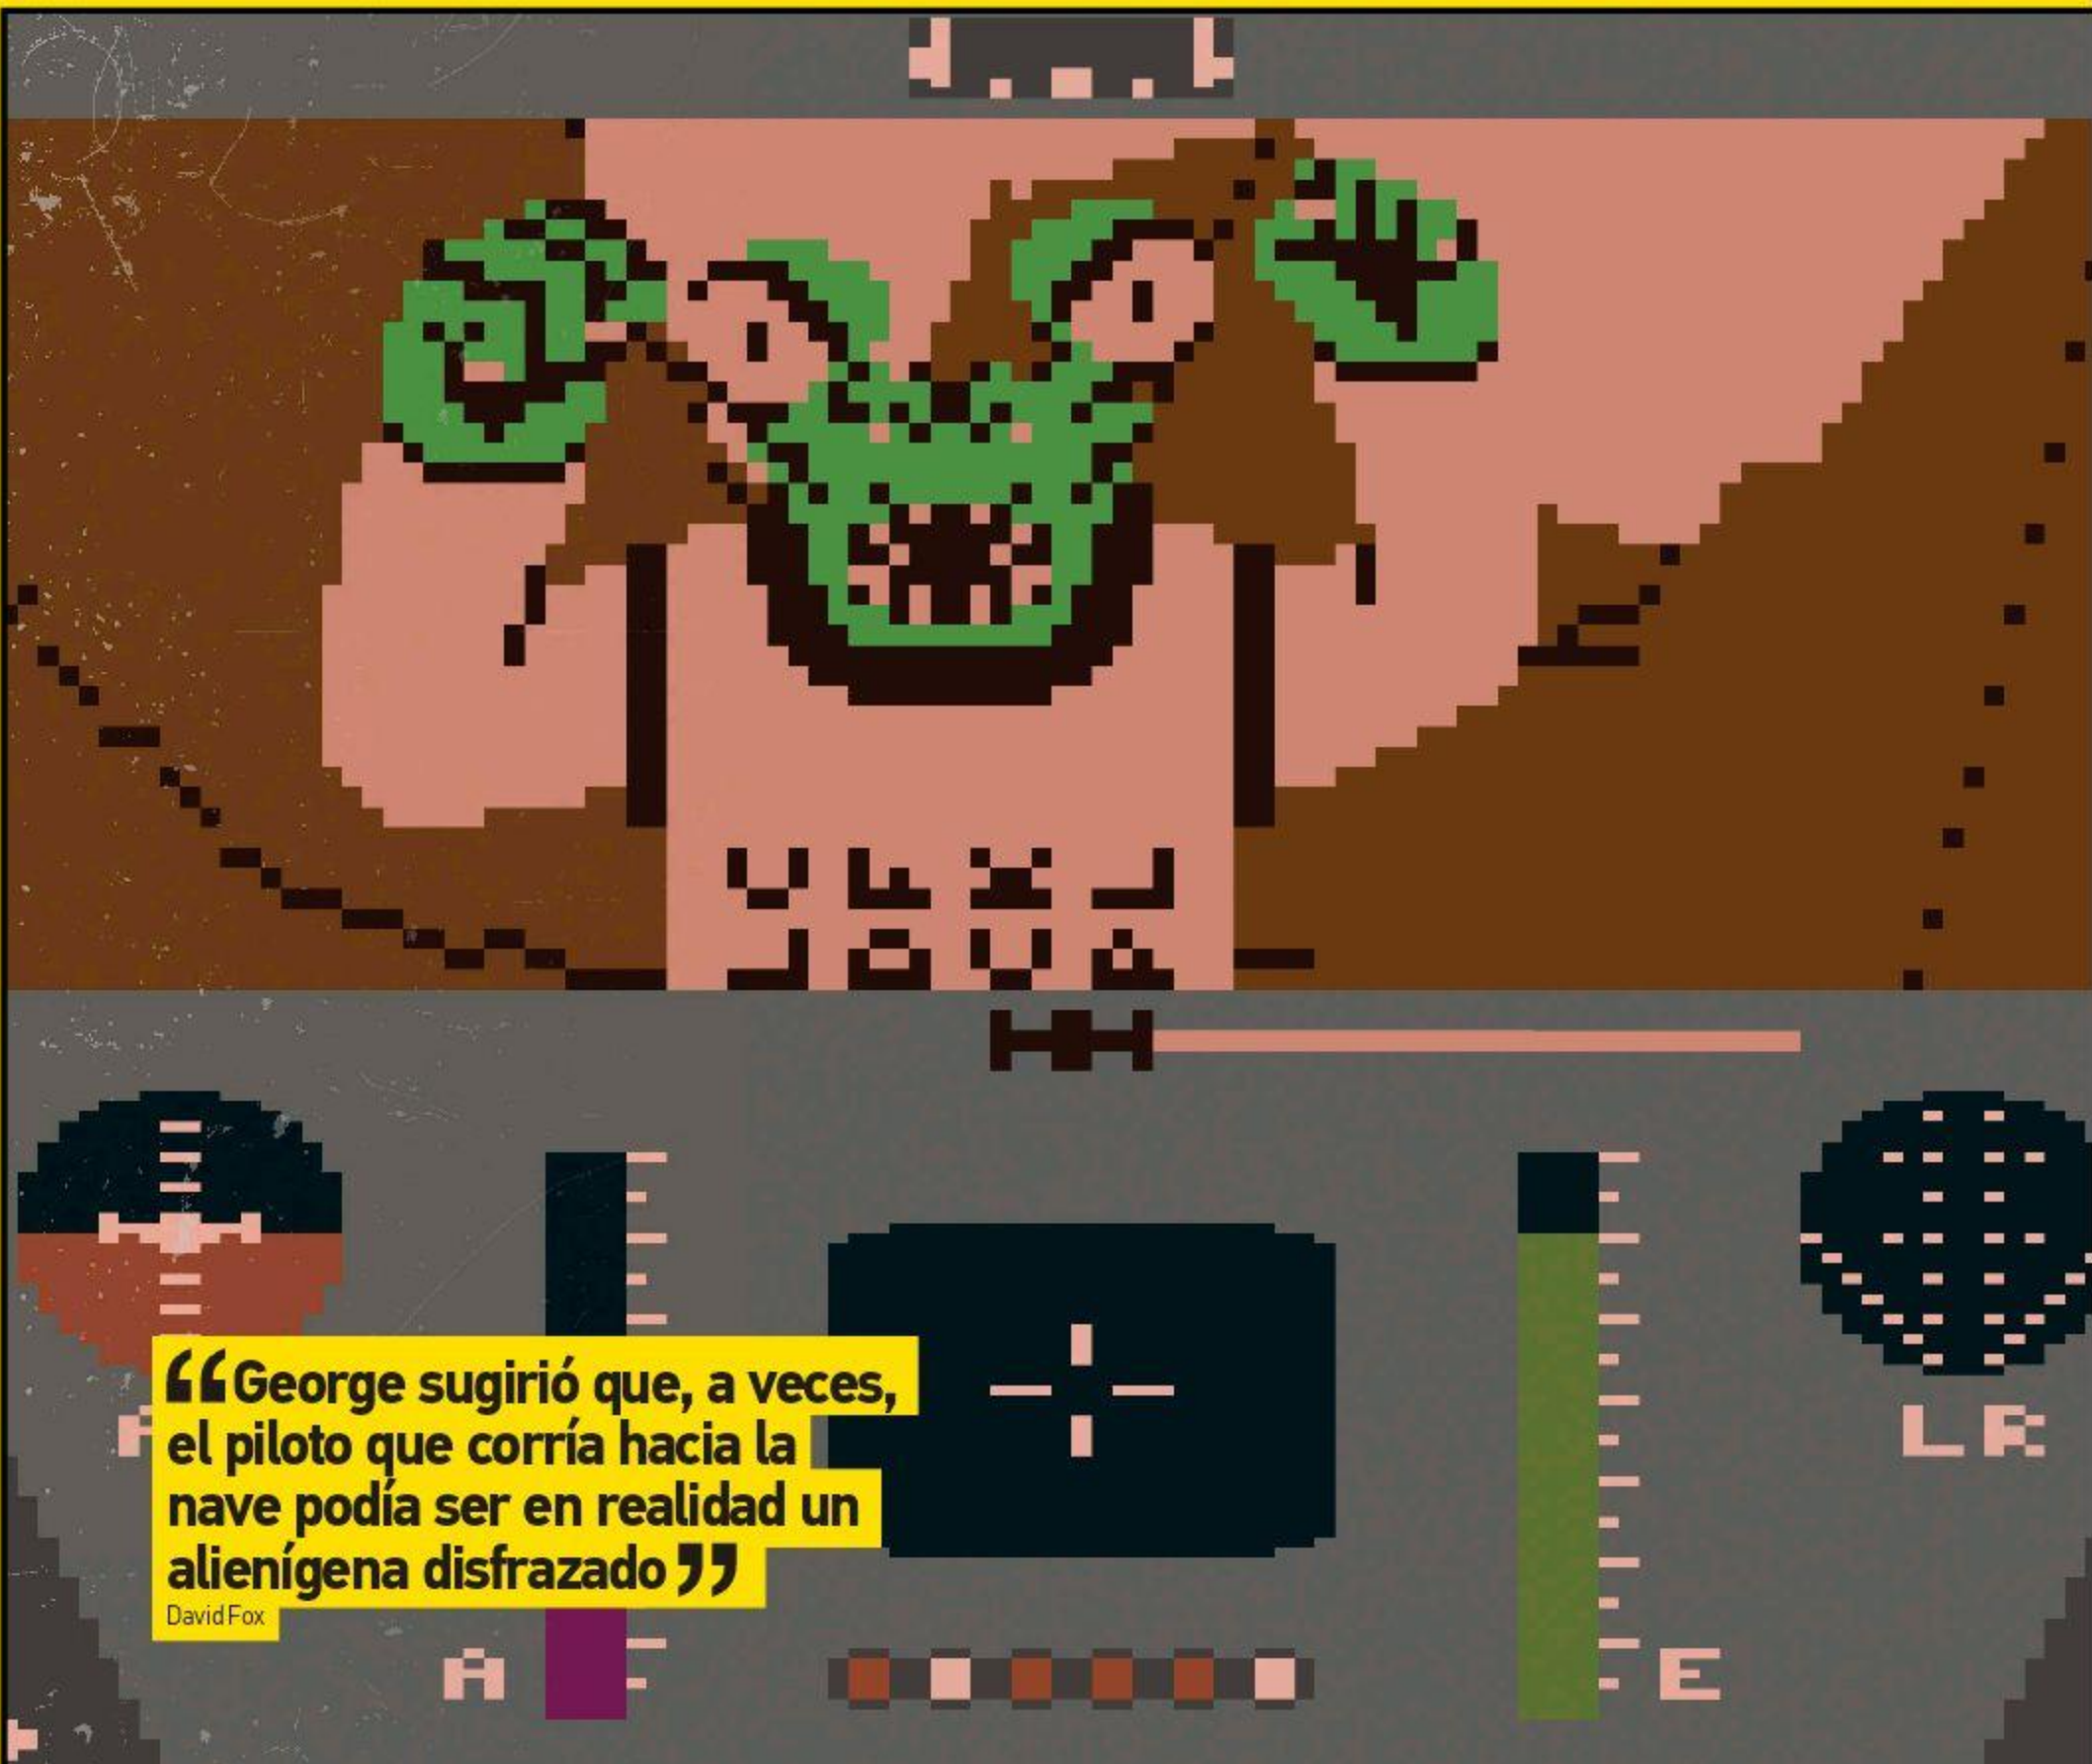 “George sugirió que, a veces,
el piloto que corría hacia la
nave podía ser en realidad un
alienígena disfrazado”
David Fox
L R
A
E